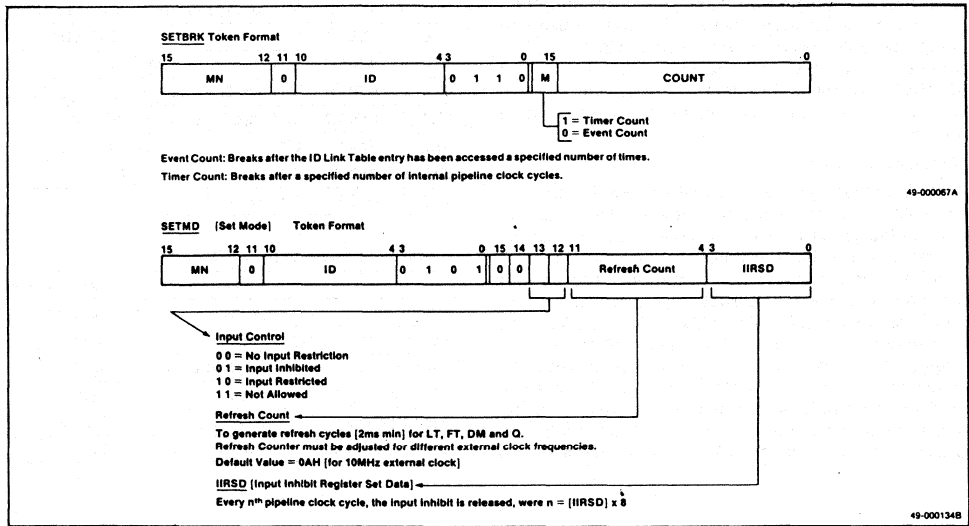 SETBRK Token Format
15 12 11 10 4 3 0 15 0
MN 0 ID 0 1 1 0 M COUNT
1 = Timer Count
0 = Event Count
Event Count: Breaks after the ID Link Table entry has been accessed a specified number of times.
Timer Count: Breaks after a specified number of internal pipeline clock cycles.
49-000067A
SETMD [Set Mode] Token Format
15 12 11 10 4 3 0 15 14 13 12 11 4 3 0
MN 0 ID 0 1 0 1 0 0 Refresh Count IIRSD
Input Control
0 0 = No Input Restriction
0 1 = Input Inhibited
1 0 = Input Restricted
1 1 = Not Allowed
Refresh Count
To generate refresh cycles [2ms min] for LT, FT, DM and Q.
Refresh Counter must be adjusted for different external clock frequencies.
Default Value = 0AH [for 10MHz external clock]
IIRSD [Input Inhibit Register Set Data]
Every nth pipeline clock cycle, the input inhibit is released, were n = [IIRSD] x 8
49-000134B